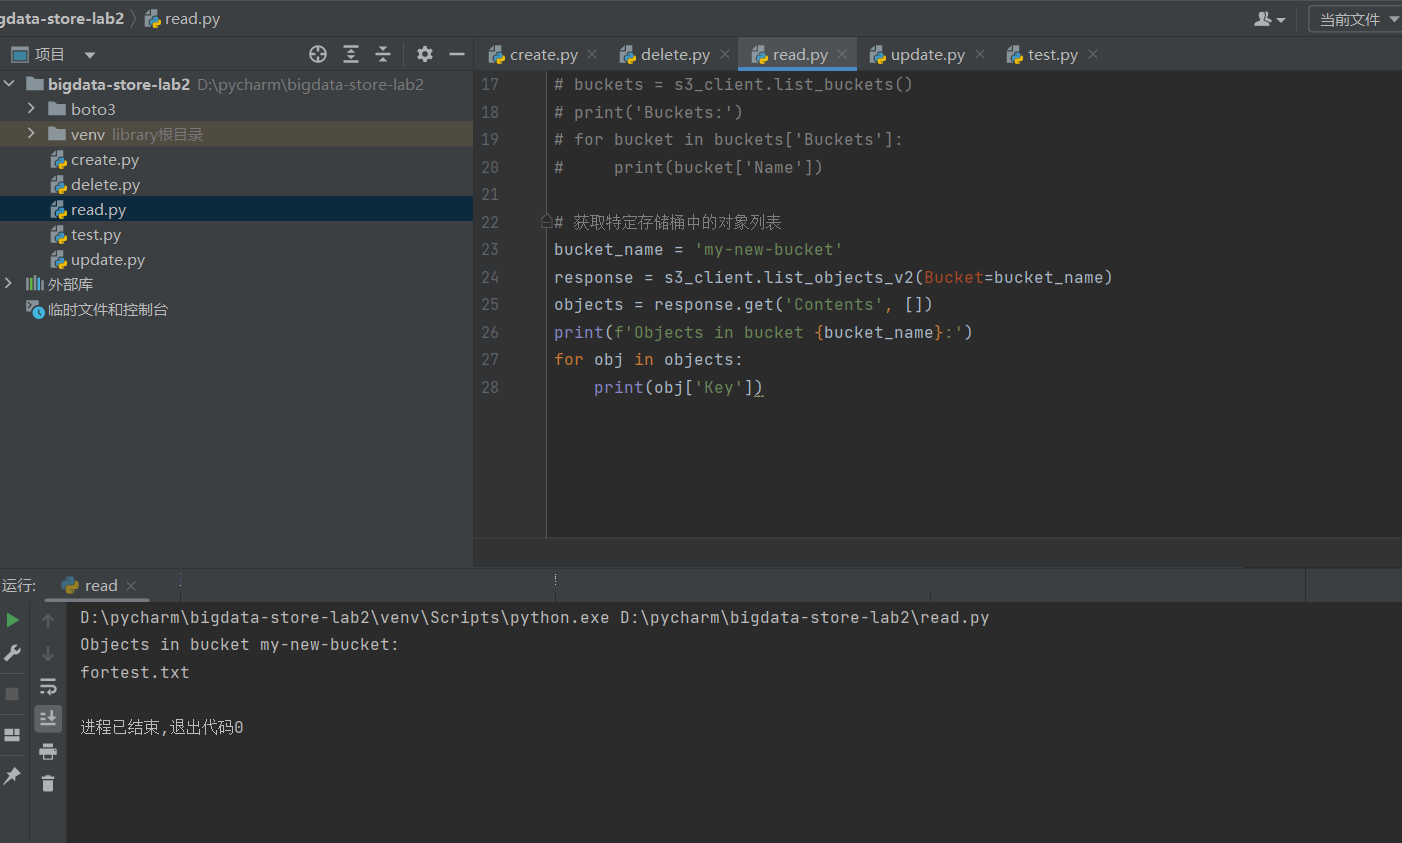 gdata-store-lab2 read.py 当前文件
项目 create.py delete.py read.py update.py test.py
bigdata-store-lab2 D:\pycharm\bigdata-store-lab2
boto3
venv library根目录
create.py
delete.py
read.py
test.py
update.py
外部库
临时文件和控制台
17 # buckets = s3_client.list_buckets()
18 # print('Buckets:')
19 # for bucket in buckets['Buckets']:
20 #     print(bucket['Name'])
21
22 # 获取特定存储桶中的对象列表
23 bucket_name = 'my-new-bucket'
24 response = s3_client.list_objects_v2(Bucket=bucket_name)
25 objects = response.get('Contents', [])
26 print(f'Objects in bucket {bucket_name}:')
27 for obj in objects:
28     print(obj['Key'])
运行: read
D:\pycharm\bigdata-store-lab2\venv\Scripts\python.exe D:\pycharm\bigdata-store-lab2\read.py
Objects in bucket my-new-bucket:
fortest.txt
进程已结束,退出代码0